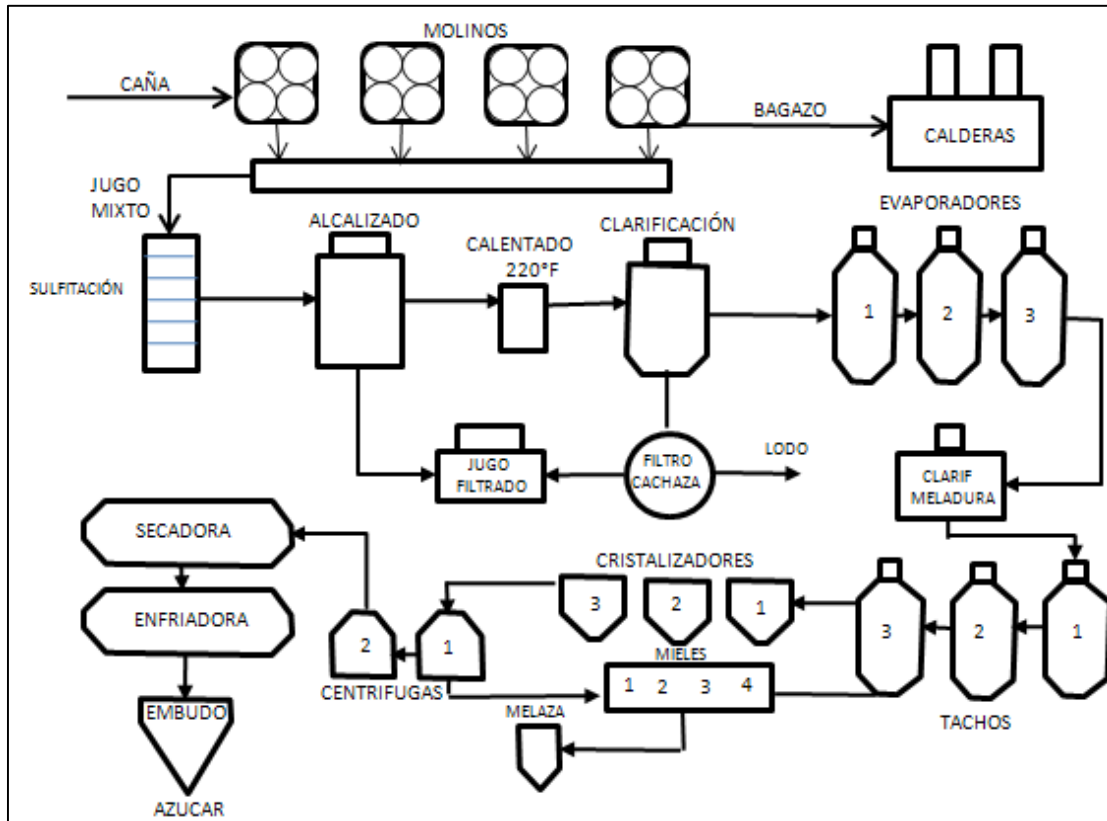 MOLINOS
CAÑA
BAGAZO
CALDERAS
JUGO
MIXTO
ALCALIZADO
CALENTADO
220°F
CLARIFICACIÓN
EVAPORADORES
SULFITACIÓN
1
2
3
JUGO
FILTRADO
FILTRO
CACHAZA
LODO
CLARIF
MELADURA
SECADORA
CRISTALIZADORES
3
2
1
3
2
1
ENFRIADORA
2
1
MIELES
1 2 3 4
CENTRIFUGAS
TACHOS
EMBUDO
MELAZA
AZUCAR